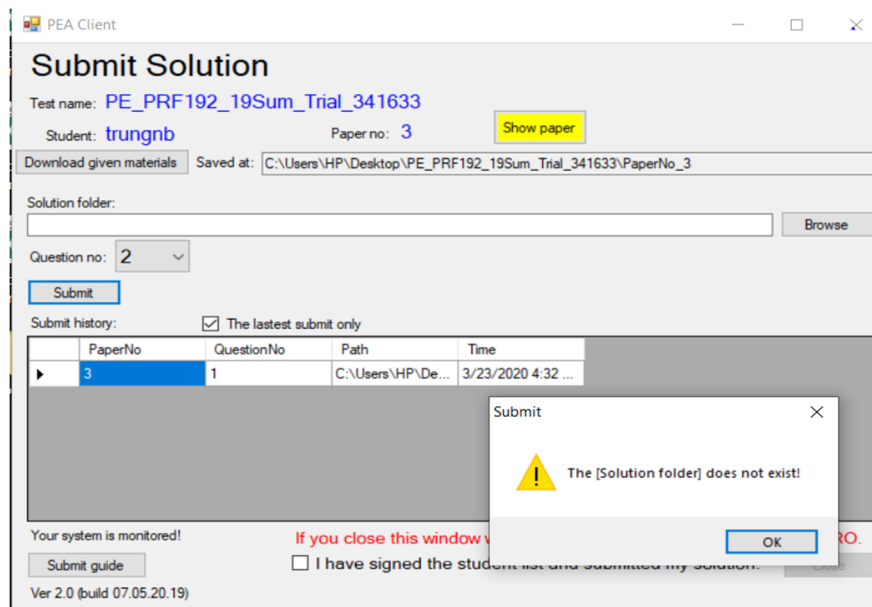 PEA Client
Submit Solution
Test name: PE_PRF192_19Sum_Trial_341633
Student: trungnb Paper no: 3 Show paper
Download given materials Saved at: C:\Users\HP\Desktop\PE_PRF192_19Sum_Trial_341633\PaperNo_3
Solution folder:
Browse
Question no: 2
Submit
Submit history: The lastest submit only
PaperNo QuestionNo Path Time
3 1 C:\Users\HP\De... 3/23/2020 4:32 ...
Submit
The [Solution folder] does not exist!
OK
Your system is monitored!
If you close this window RO.
Submit guide I have signed the student list and submitted my solution. Close
Ver 2.0 (build 07.05.20.19)